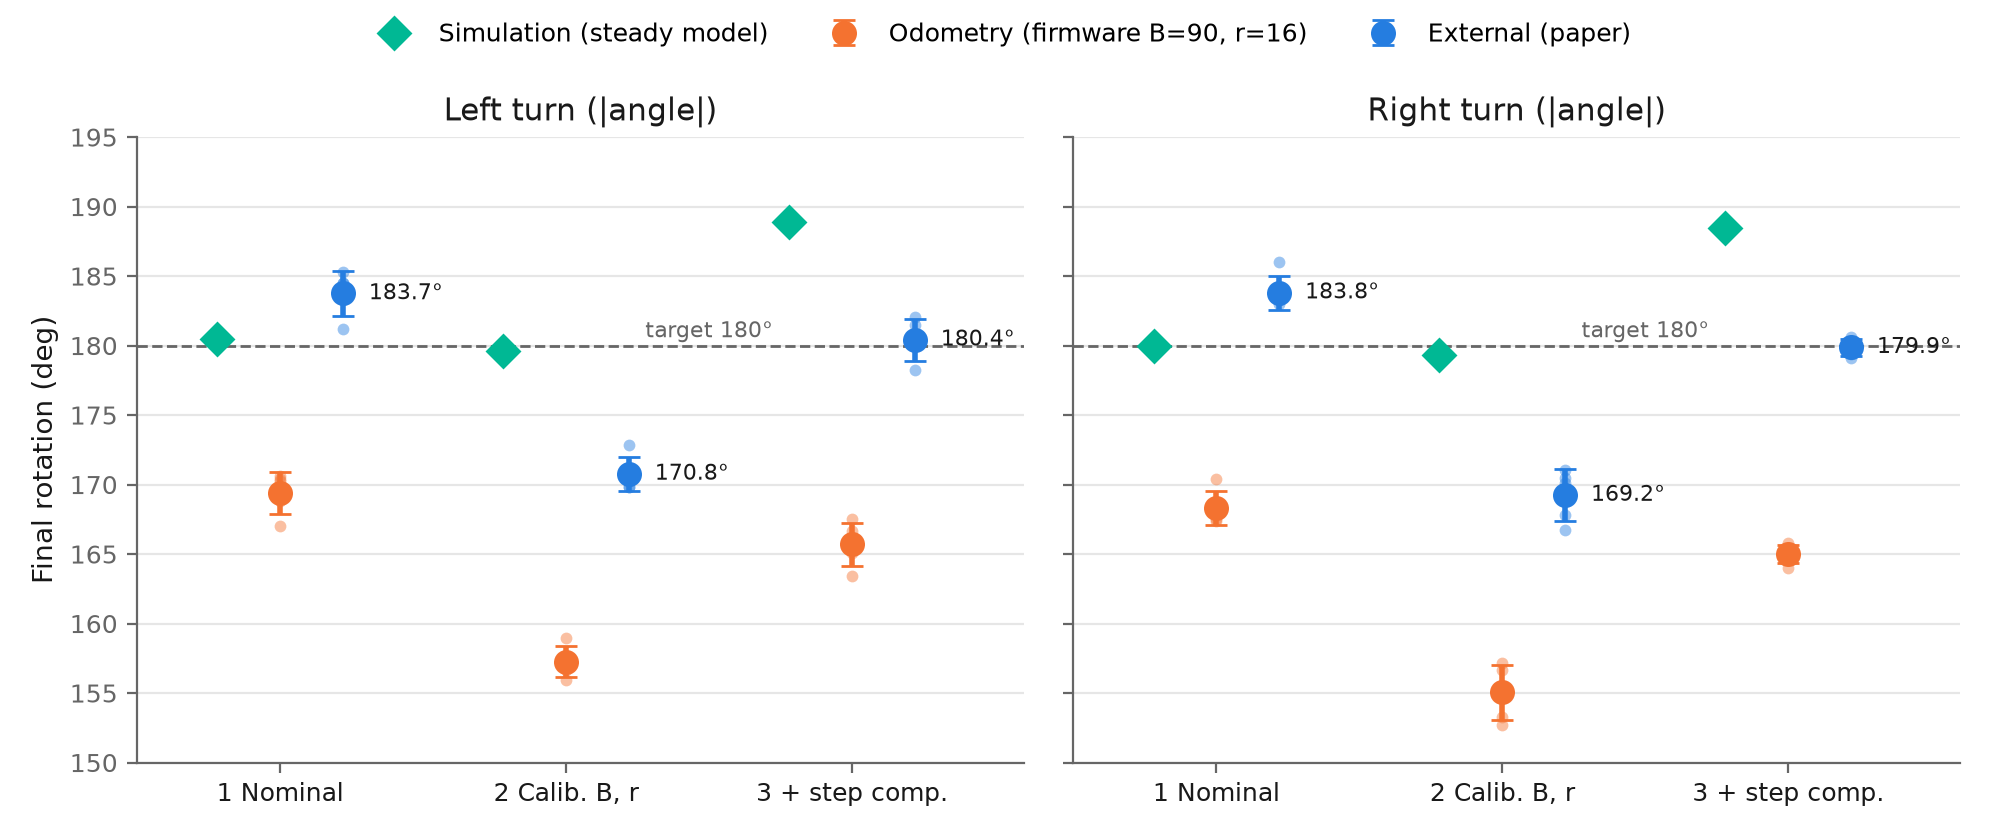 Simulation (steady model)
Odometry (firmware B=90, r=16)
External (paper)
Left turn (|angle|)
Final rotation (deg)
195
190
185
180
175
170
165
160
155
150
183.7°
170.8°
target 180°
180.4°
1 Nominal
2 Calib. B, r
3 + step comp.
Right turn (|angle|)
183.8°
169.2°
target 180°
179.9°
1 Nominal
2 Calib. B, r
3 + step comp.